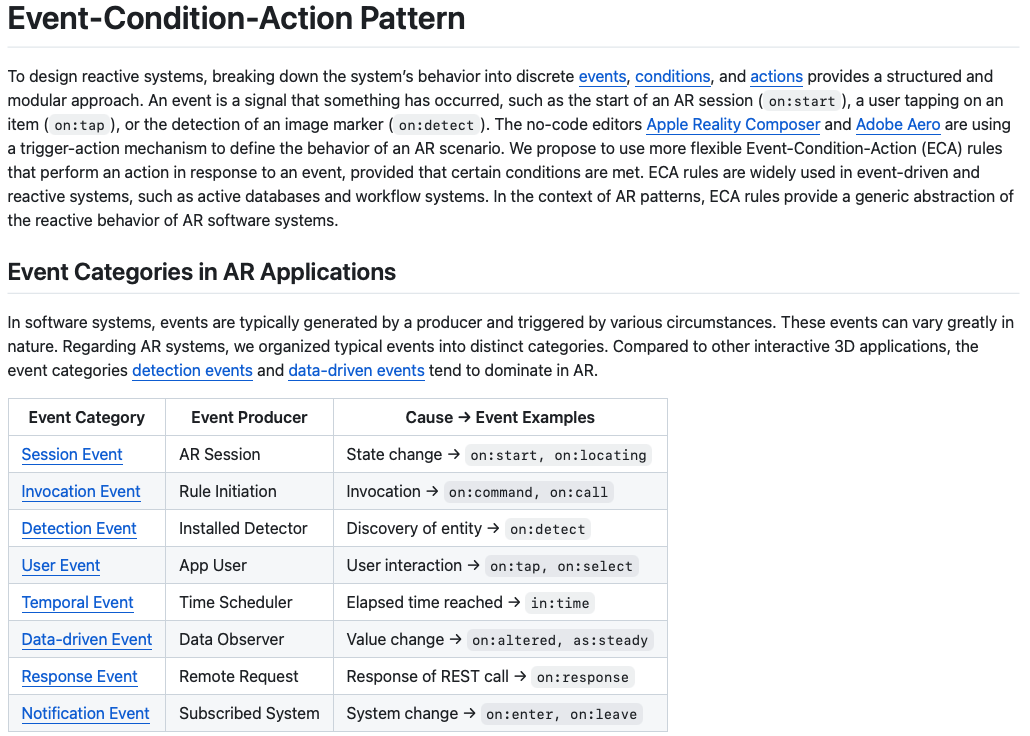 Event-Condition-Action Pattern
To design reactive systems, breaking down the system's behavior into discrete events, conditions, and actions provides a structured and
modular approach. An event is a signal that something has occurred, such as the start of an AR session ( on:start ), a user tapping on an
item ( on:tap ), or the detection of an image marker ( on:detect ). The no-code editors Apple Reality Composer and Adobe Aero are using
a trigger-action mechanism to define the behavior of an AR scenario. We propose to use more flexible Event-Condition-Action (ECA) rules
that perform an action in response to an event, provided that certain conditions are met. ECA rules are widely used in event-driven and
reactive systems, such as active databases and workflow systems. In the context of AR patterns, ECA rules provide a generic abstraction of
the reactive behavior of AR software systems.
Event Categories in AR Applications
In software systems, events are typically generated by a producer and triggered by various circumstances. These events can vary greatly in
nature. Regarding AR systems, we organized typical events into distinct categories. Compared to other interactive 3D applications, the
event categories detection events and data-driven events tend to dominate in AR.
Event Category Event Producer Cause → Event Examples
Session Event AR Session State change → on:start, on:locating
Invocation Event Rule Initiation Invocation → on:command, on:call
Detection Event Installed Detector Discovery of entity → on:detect
User Event App User User interaction → on:tap, on:select
Temporal Event Time Scheduler Elapsed time reached → in:time
Data-driven Event Data Observer Value change → on:altered, as:steady
Response Event Remote Request Response of REST call → on:response
Notification Event Subscribed System System change → on:enter, on:leave